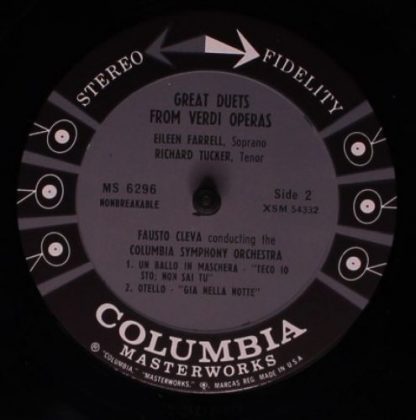 STEREO FIDELITY
GREAT DUETS
FROM VERDI OPERAS
EILEEN FARRELL, Soprano
RICHARD TUCKER, Tenor
MS 6296
NONBREAKABLE
Side 2
XSM 54332
FAUSTO CLEVA conducting the
COLUMBIA SYMPHONY ORCHESTRA
1. UN BALLO IN MASCHERA - "TECO IO
STO; NON SAI TU"
2. OTELLO - "GIA NELLA NOTTE"
COLUMBIA
MASTERWORKS
® "COLUMBIA", "MASTERWORKS," ®. MARCAS REG. MADE IN U.S.A.